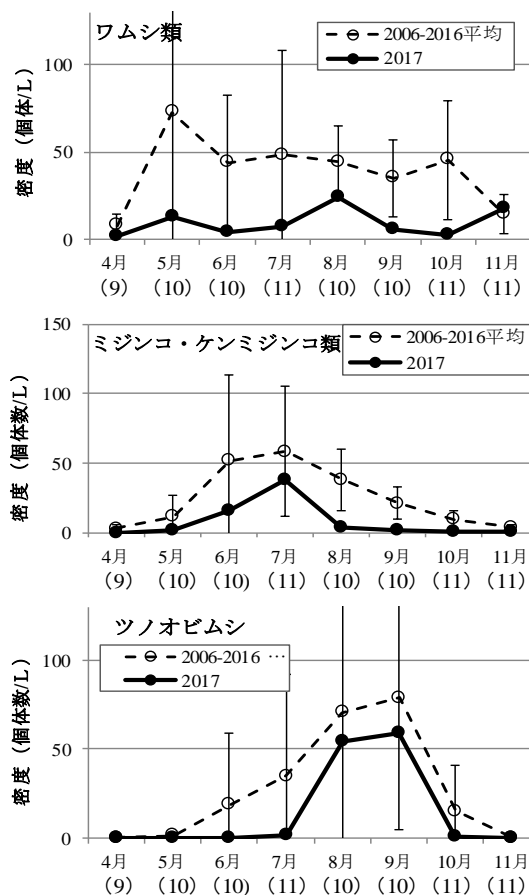 ワムシ類
2006-2016平均
2017
密度（個体/L）
100
50
0
4月 5月 6月 7月 8月 9月 10月 11月
（9） （10） （10） （11） （10） （10） （11） （11）
ミジンコ・ケンミジンコ類
2006-2016平均
2017
密度（個体数/L）
150
100
50
0
4月 5月 6月 7月 8月 9月 10月 11月
（9） （10） （10） （11） （10） （10） （11） （11）
ツノオビムシ
2006-2016 …
2017
密度（個体数/L）
100
50
0
4月 5月 6月 7月 8月 9月 10月 11月
（9） （10） （10） （11） （10） （10） （11） （11）